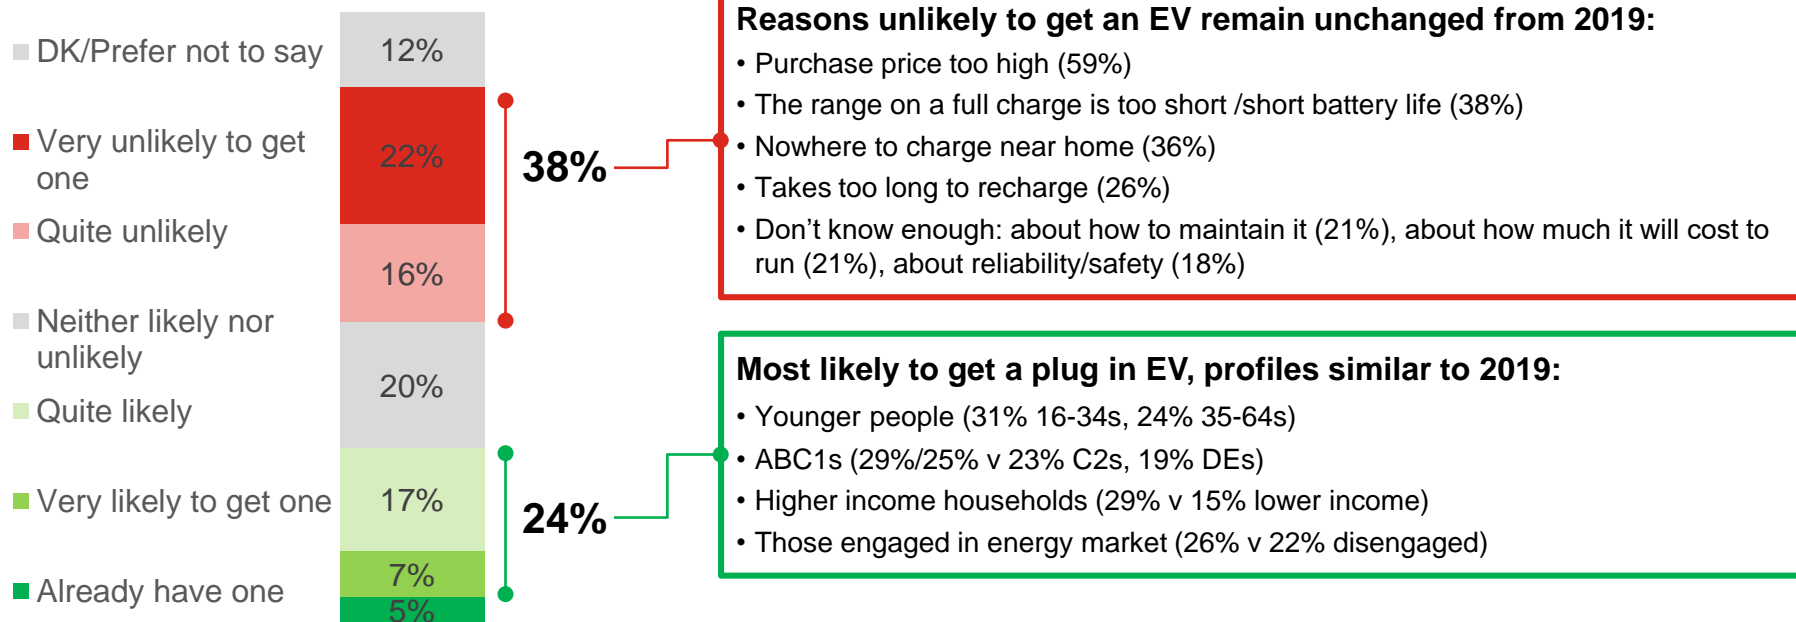 DK/Prefer not to say
Very unlikely to get
one
Quite unlikely
Neither likely nor
unlikely
Quite likely
Very likely to get one
Already have one
12%
22%
16%
20%
17%
7%
5%
38%
24%
Reasons unlikely to get an EV remain unchanged from 2019:
• Purchase price too high (59%)
• The range on a full charge is too short /short battery life (38%)
• Nowhere to charge near home (36%)
• Takes too long to recharge (26%)
• Don’t know enough: about how to maintain it (21%), about how much it will cost to
run (21%), about reliability/safety (18%)
Most likely to get a plug in EV, profiles similar to 2019:
• Younger people (31% 16-34s, 24% 35-64s)
• ABC1s (29%/25% v 23% C2s, 19% DEs)
• Higher income households (29% v 15% lower income)
• Those engaged in energy market (26% v 22% disengaged)